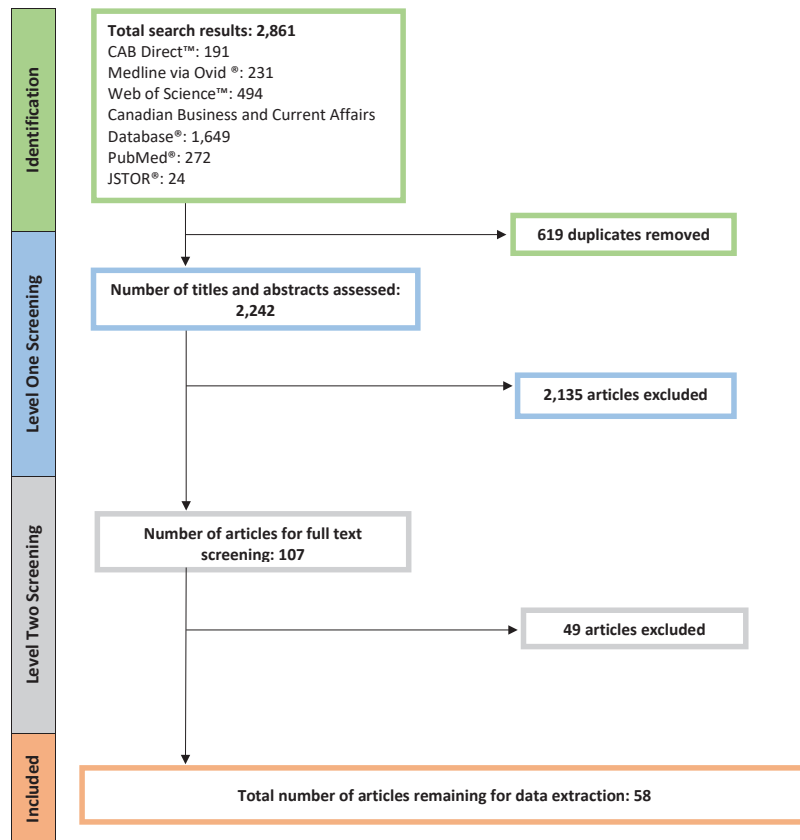 Identification
Total search results: 2,861
CAB Direct™: 191
Medline via Ovid ®: 231
Web of Science™: 494
Canadian Business and Current Affairs
Database®: 1,649
PubMed®: 272
JSTOR®: 24
619 duplicates removed
Level One Screening
Number of titles and abstracts assessed:
2,242
2,135 articles excluded
Level Two Screening
Number of articles for full text
screening: 107
49 articles excluded
Included
Total number of articles remaining for data extraction: 58